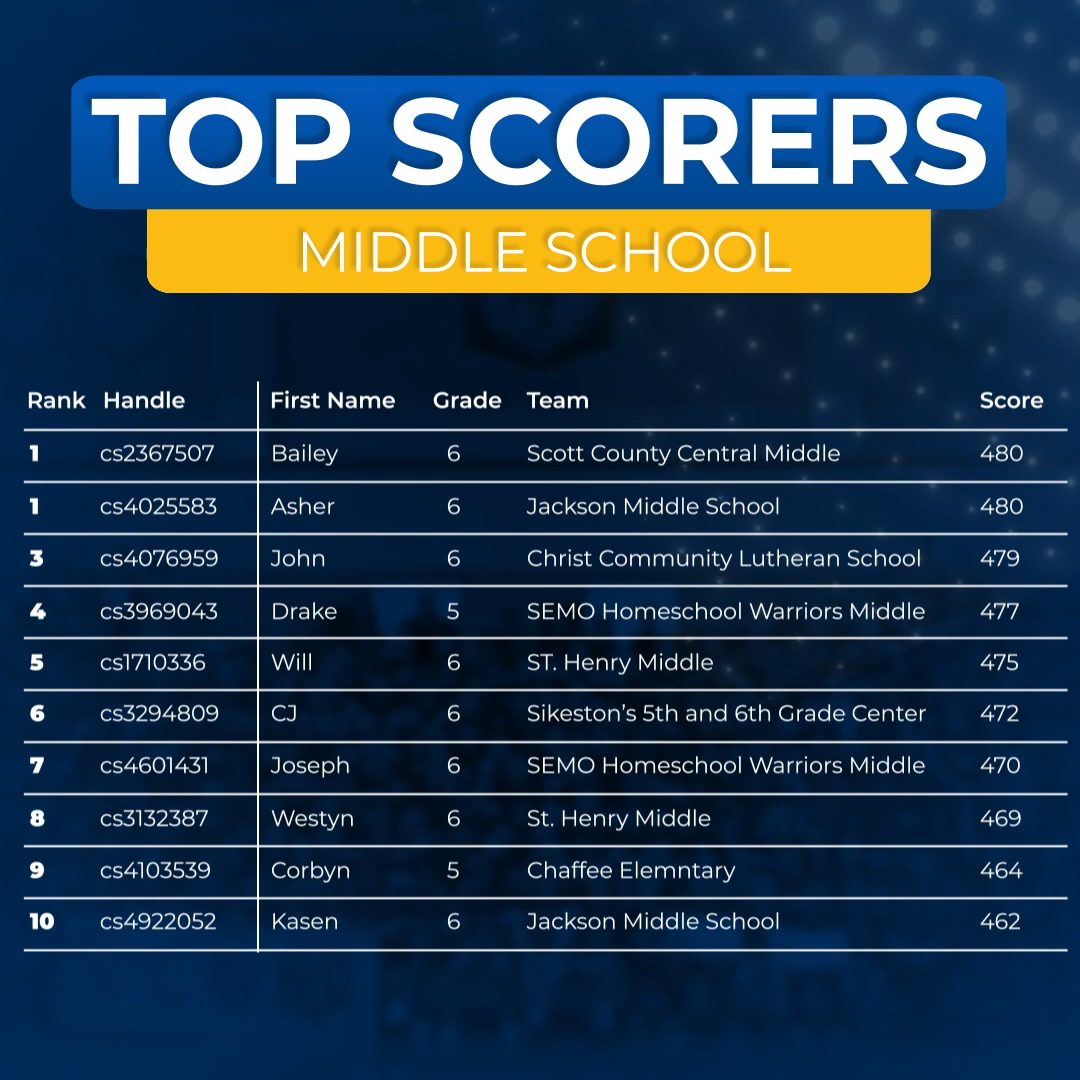 TOP SCORERS
MIDDLE SCHOOL
Rank Handle First Name Grade Team Score
1 cs2367507 Bailey 6 Scott County Central Middle 480
1 cs4025583 Asher 6 Jackson Middle School 480
3 cs4076959 John 6 Christ Community Lutheran School 479
4 cs3969043 Drake 5 SEMO Homeschool Warriors Middle 477
5 cs1710336 Will 6 ST. Henry Middle 475
6 cs3294809 CJ 6 Sikeston’s 5th and 6th Grade Center 472
7 cs4601431 Joseph 6 SEMO Homeschool Warriors Middle 470
8 cs3132387 Westyn 6 St. Henry Middle 469
9 cs4103539 Corbyn 5 Chaffee Elemntary 464
10 cs4922052 Kasen 6 Jackson Middle School 462